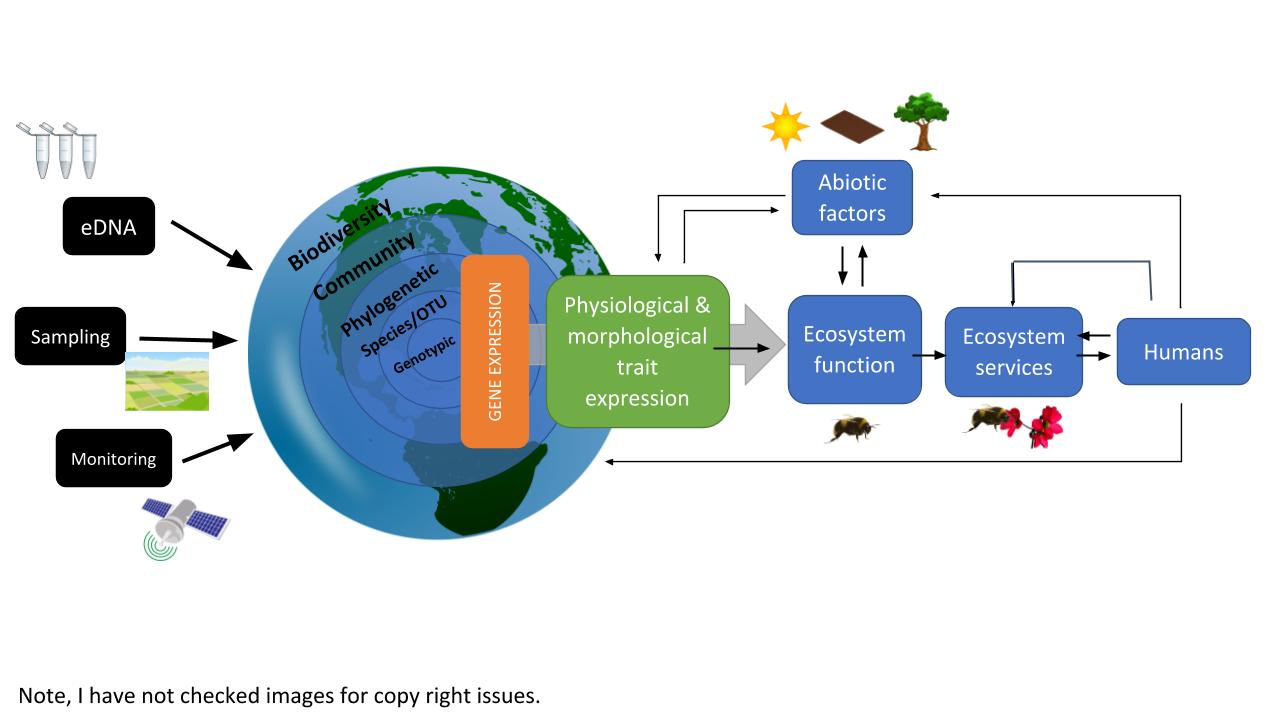 eDNA
Sampling
Monitoring
Biodiversity
Community
Phylogenetic
Species/OTU
Genotypic
GENE EXPRESSION
Physiological &
morphological
trait
expression
Abiotic
factors
Ecosystem
function
Ecosystem
services
Humans
Note, I have not checked images for copy right issues.